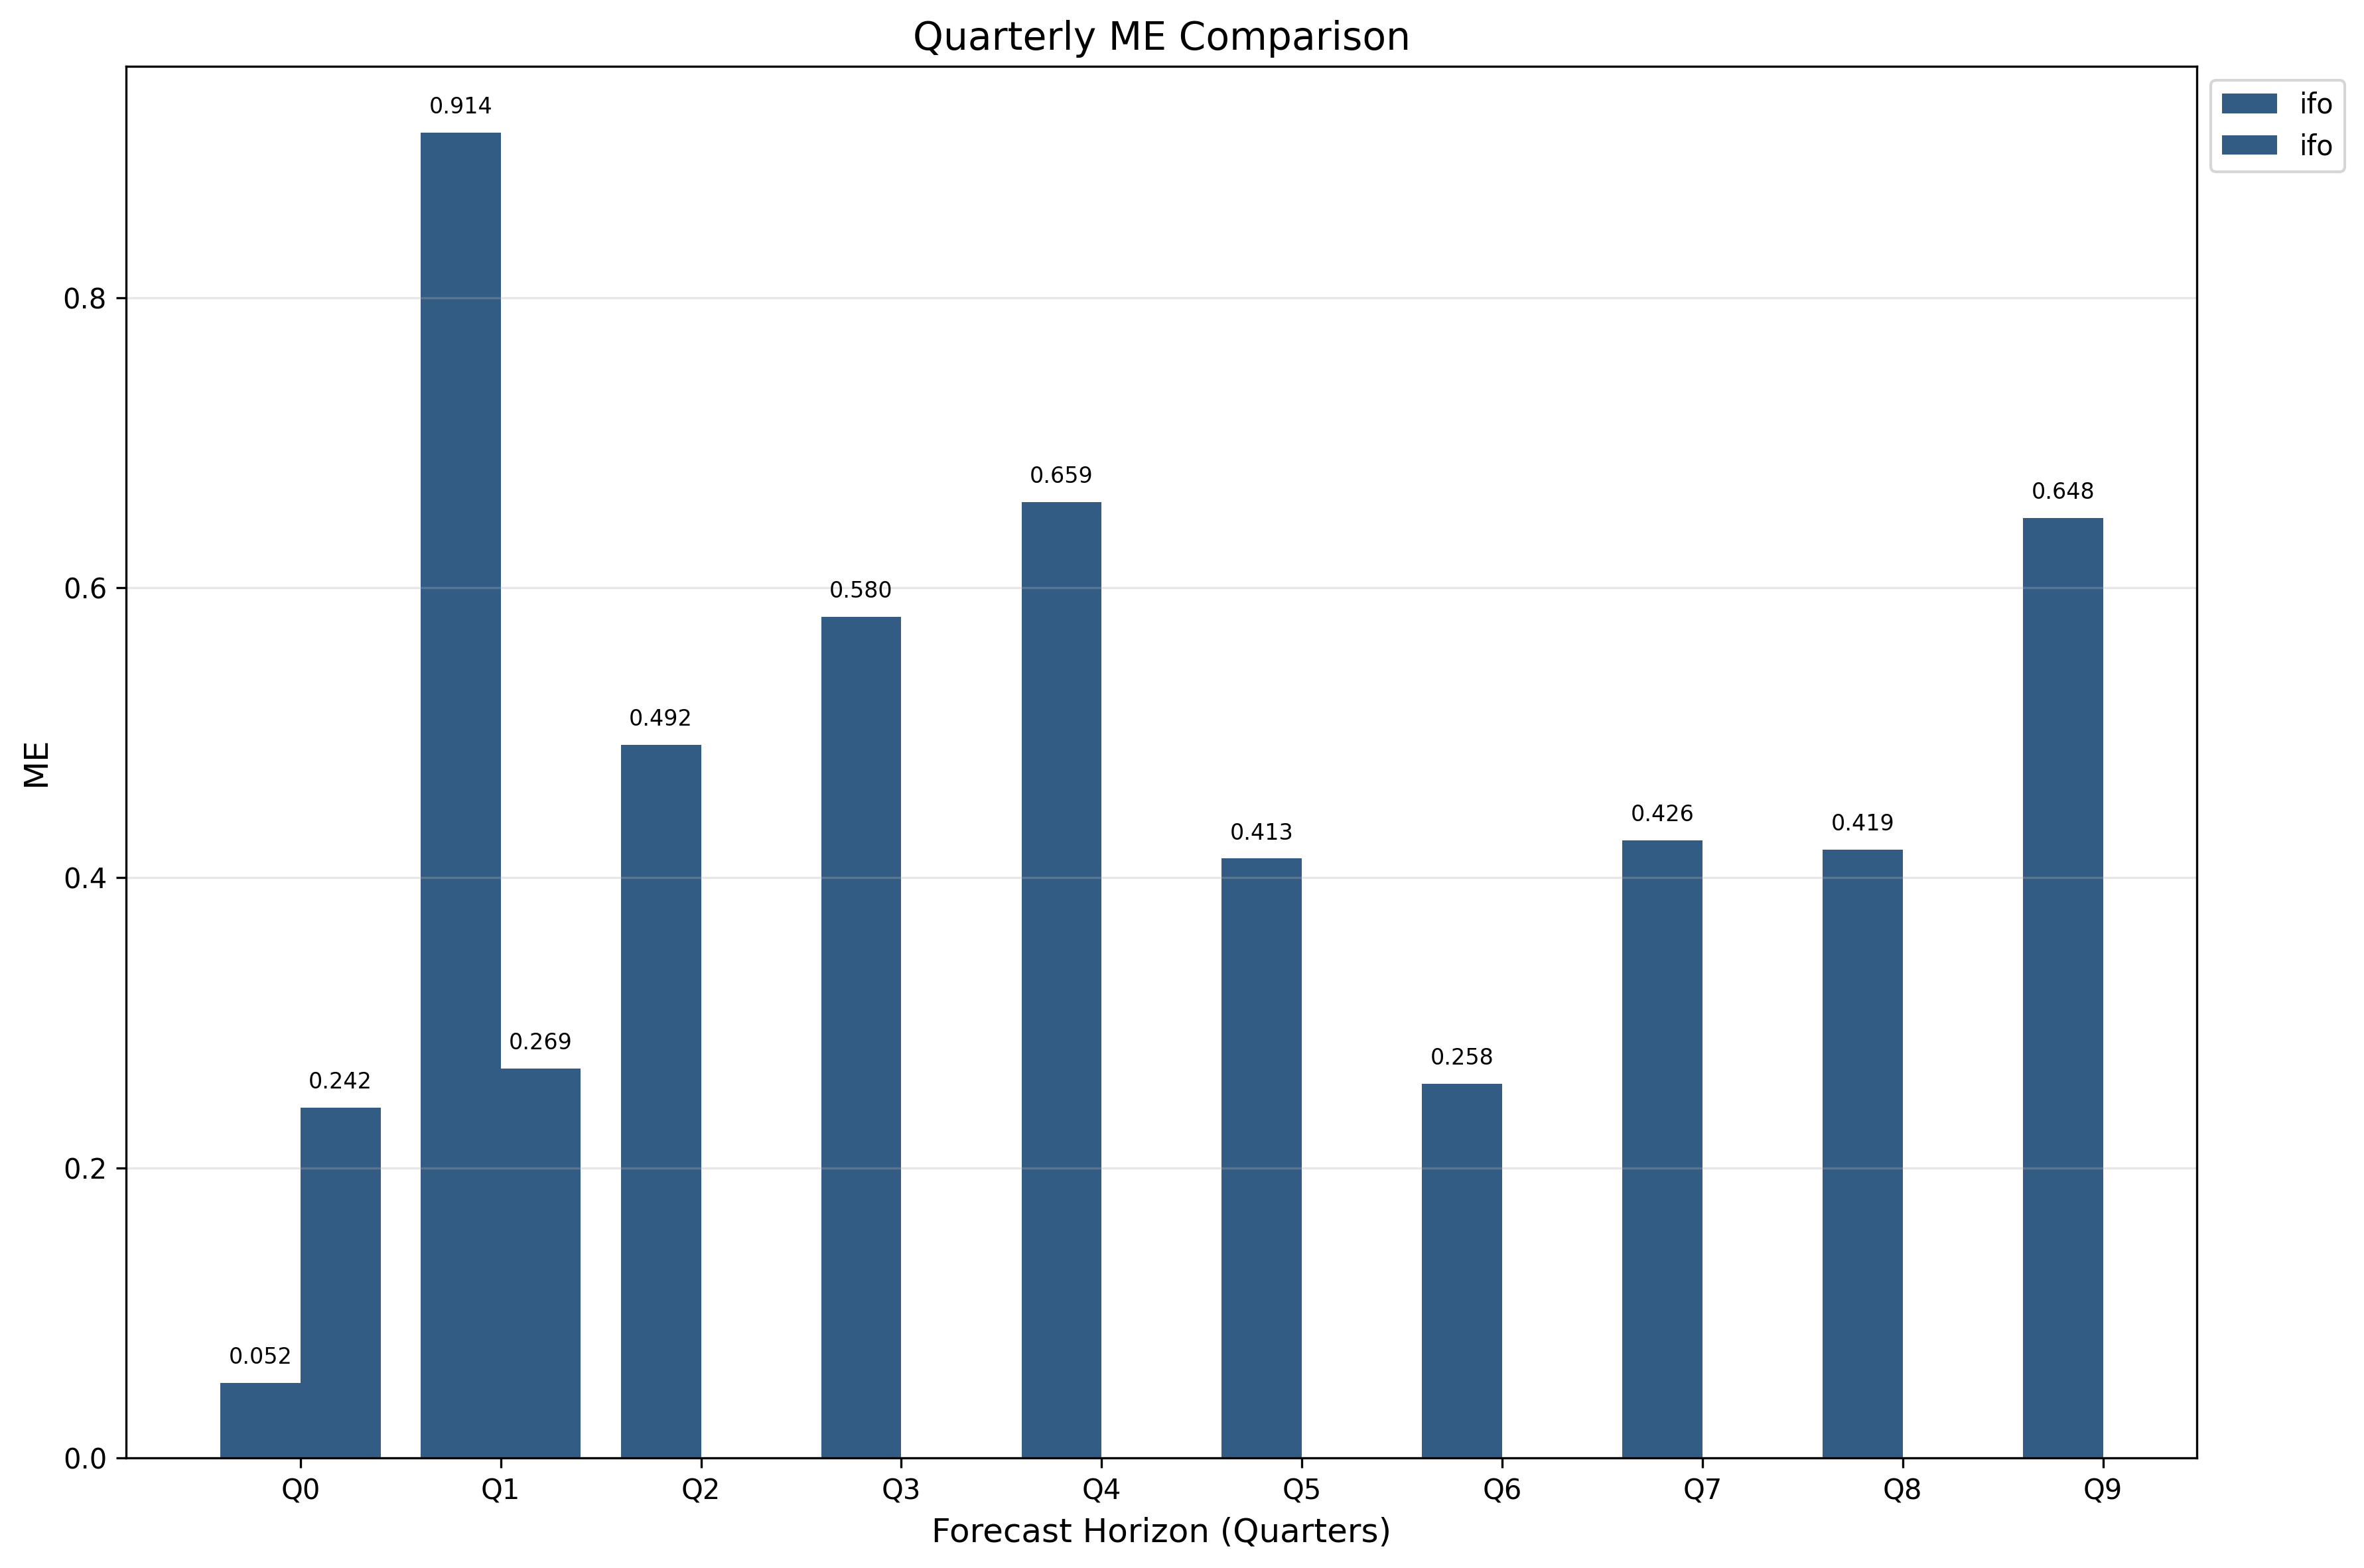 Quarterly ME Comparison
ifo
ifo
ME
0.8
0.6
0.4
0.2
0.0
0.052
0.242
0.914
0.269
0.492
0.580
0.659
0.413
0.258
0.426
0.419
0.648
Q0 Q1 Q2 Q3 Q4 Q5 Q6 Q7 Q8 Q9
Forecast Horizon (Quarters)